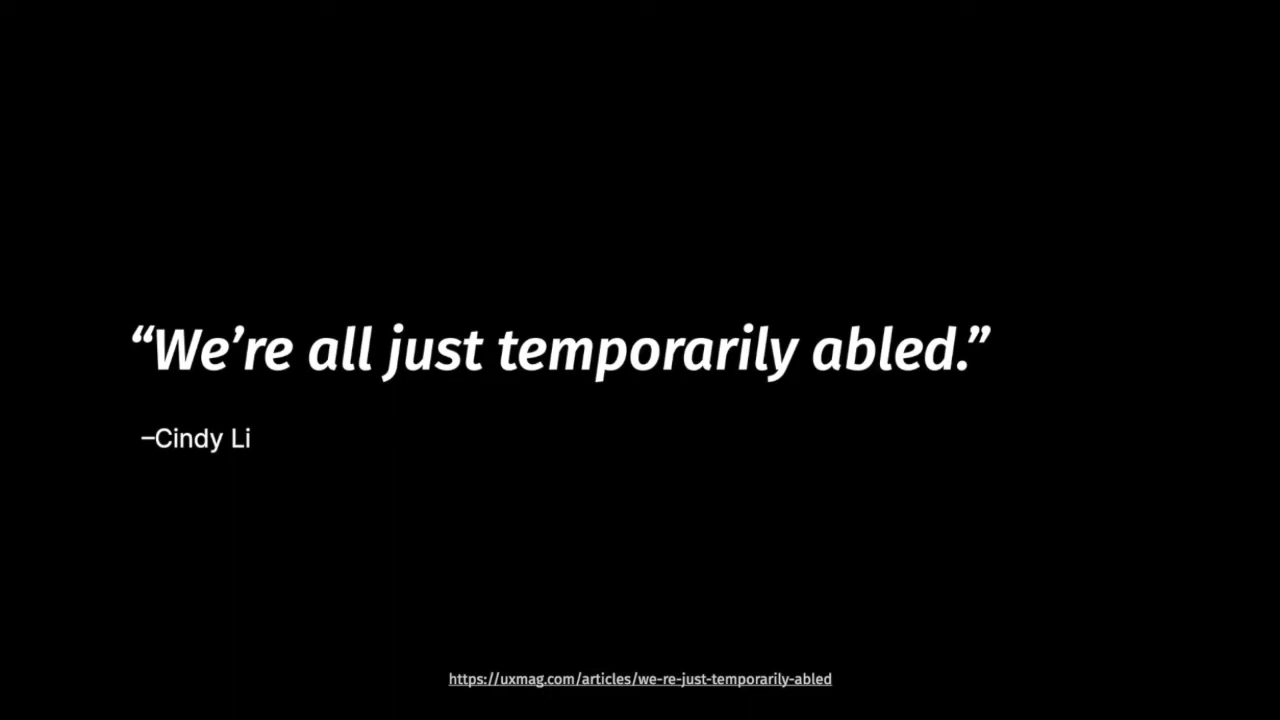 “We’re all just temporarily abled.”
–Cindy Li
https://uxmag.com/articles/we-re-just-temporarily-abled